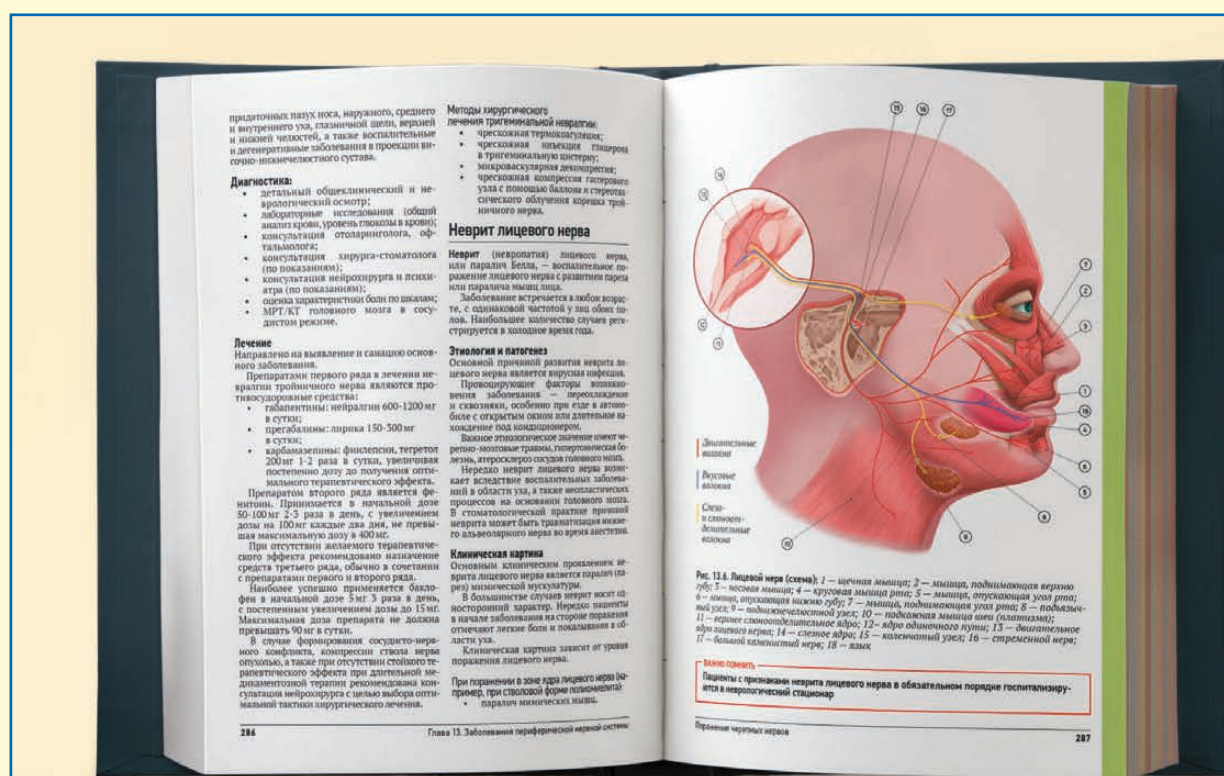 придаточных пазух носа, наружного, среднего
и внутреннего уха, глазничной щели, верхней
и нижней челюстей, а также воспалительные
и дегенеративные заболевания в проекции ви-
сочно-нижнечелюстного сустава.
Диагностика:
• детальный общеклинический и не-
врологический осмотр;
• лабораторные исследования (общий
анализ крови, уровень глюкозы в крови);
• консультация отоларинголога, оф-
тальмолога;
• консультация хирурга-стоматолога
(по показаниям);
• консультация нейрохирурга и психи-
атра (по показаниям);
• оценка характеристики боли по шкалам;
• МРТ/КТ головного мозга в сосу-
дистом режиме.
Лечение
Направлено на выявление и санацию основ-
ного заболевания.
Препаратами первого ряда в лечении не-
вралгии тройничного нерва являются про-
тивосудорожные средства:
• габапентины: нейралгин 600-1200 мг
в сутки;
• прегабалины: лирика 150-300 мг
в сутки;
• карбамазепины: финлепсин, тегретол
200 мг 1-2 раза в сутки, увеличивая
постепенно дозу до получения опти-
мального терапевтического эффекта.
Препаратом второго ряда является фе-
нитоин. Принимается в начальной дозе
50-100 мг 2-3 раза в день, с увеличением
дозы на 100 мг каждые два дня, не превы-
шая максимальную дозу в 400 мг.
При отсутствии желаемого терапевтиче-
ского эффекта рекомендовано назначение
средств третьего ряда, обычно в сочетании
с препаратами первого и второго ряда.
Наиболее успешно применяется бакло-
фен в начальной дозе 5 мг 3 раза в день,
с постепенным увеличением дозы до 15 мг.
Максимальная доза препарата не должна
превышать 90 мг в сутки.
В случае формирования сосудисто-нерв-
ного конфликта, компрессии ствола нерва
опухолью, а также при отсутствии стойкого те-
рапевтического эффекта при длительной ме-
дикаментозной терапии рекомендована кон-
сультация нейрохирурга с целью выбора опти-
мальной тактики хирургического лечения.
286
Методы хирургического
лечения тригеминальной невралгии:
• чрескожная термокоагуляция;
• чрескожная инъекция глицерола
в тригеминальную цистерну;
• микроваскулярная декомпрессия;
• чрескожная компрессия гассерового
узла с помощью баллона и стереотак-
сического облучения корешка трой-
ничного нерва.
Неврит лицевого нерва
Неврит (невропатия) лицевого нерва,
или паралич Белла, — воспалительное по-
ражение лицевого нерва с развитием пареза
или паралича мышц лица.
Заболевание встречается в любом возрас-
те, с одинаковой частотой у лиц обоих по-
лов. Наибольшее количество случаев реги-
стрируется в холодное время года.
Этиология и патогенез
Основной причиной развития неврита ли-
цевого нерва является вирусная инфекция.
Провоцирующие факторы возникно-
вения заболевания — переохлаждение
и сквозняки, особенно при езде в автомо-
биле с открытым окном или длительное на-
хождение под кондиционером.
Важное этиологическое значение имеют че-
репно-мозговые травмы, гипертоническая бо-
лезнь, атеросклероз сосудов головного мозга.
Нередко неврит лицевого нерва возни-
кает вследствие воспалительных заболева-
ний в области уха, а также неопластических
процессов на основании головного мозга.
В стоматологической практике причиной
неврита может быть травматизация нижне-
го альвеолярного нерва во время анестезии.
Клиническая картина
Основным клиническим проявлением не-
врита лицевого нерва является паралич (па-
рез) мимической мускулатуры.
В большинстве случаев неврит носит од-
носторонний характер. Нередко пациенты
в начале заболевания на стороне поражения
отмечают легкие боли и покалывания в об-
ласти уха.
Клиническая картина зависит от уровня
поражения лицевого нерва.
При поражении в зоне ядра лицевого нерва (на-
пример, при стволовой форме полиомиелита):
• паралич мимических мышц.
Глава 13. Заболевания периферической нервной системы
15 16 17
14
13
12
11
7
2
3
1
18
4
6
5
8
9
10
Двигательные
волокна
Вкусовые
волокна
Слезо-
и слюноот-
делительные
волокна
Рис. 13.6. Лицевой нерв (схема): 1 — щечная мышца; 2 — мышца, поднимающая верхнюю
губу; 3 — носовая мышца; 4 — круговая мышца рта; 5 — мышца, опускающая угол рта;
6 — мышца, опускающая нижнюю губу; 7 — мышца, поднимающая угол рта; 8 — подъязыч-
ный узел; 9 — поднижнечелюстной узел; 10 — подкожная мышца шеи (платизма);
11 — верхнее слюноотделительное ядро; 12 — ядро одиночного пути; 13 — двигательное
ядро лицевого нерва; 14 — слезное ядро; 15 — коленчатый узел; 16 — стременной нерв;
17 — большой каменистый нерв; 18 — язык
ВАЖНО ПОМНИТЬ
Пациенты с признаками неврита лицевого нерва в обязательном порядке госпитализиру-
ются в неврологический стационар
Поражения черепных нервов
287